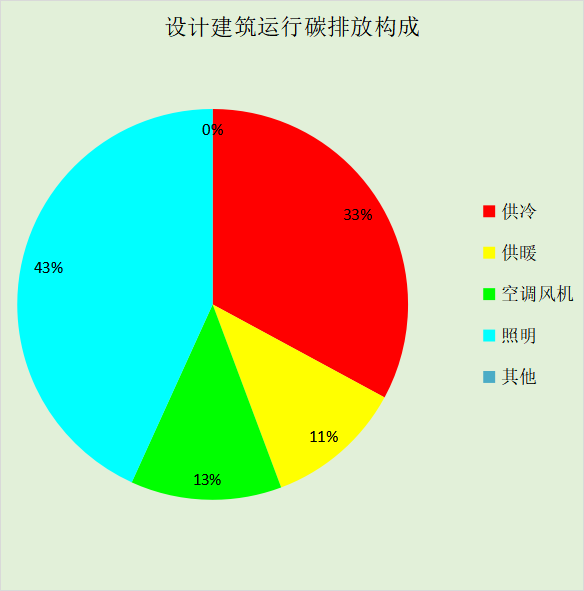 设计建筑运行碳排放构成
0%
33%
43%
11%
13%
供冷
供暖
空调风机
照明
其他